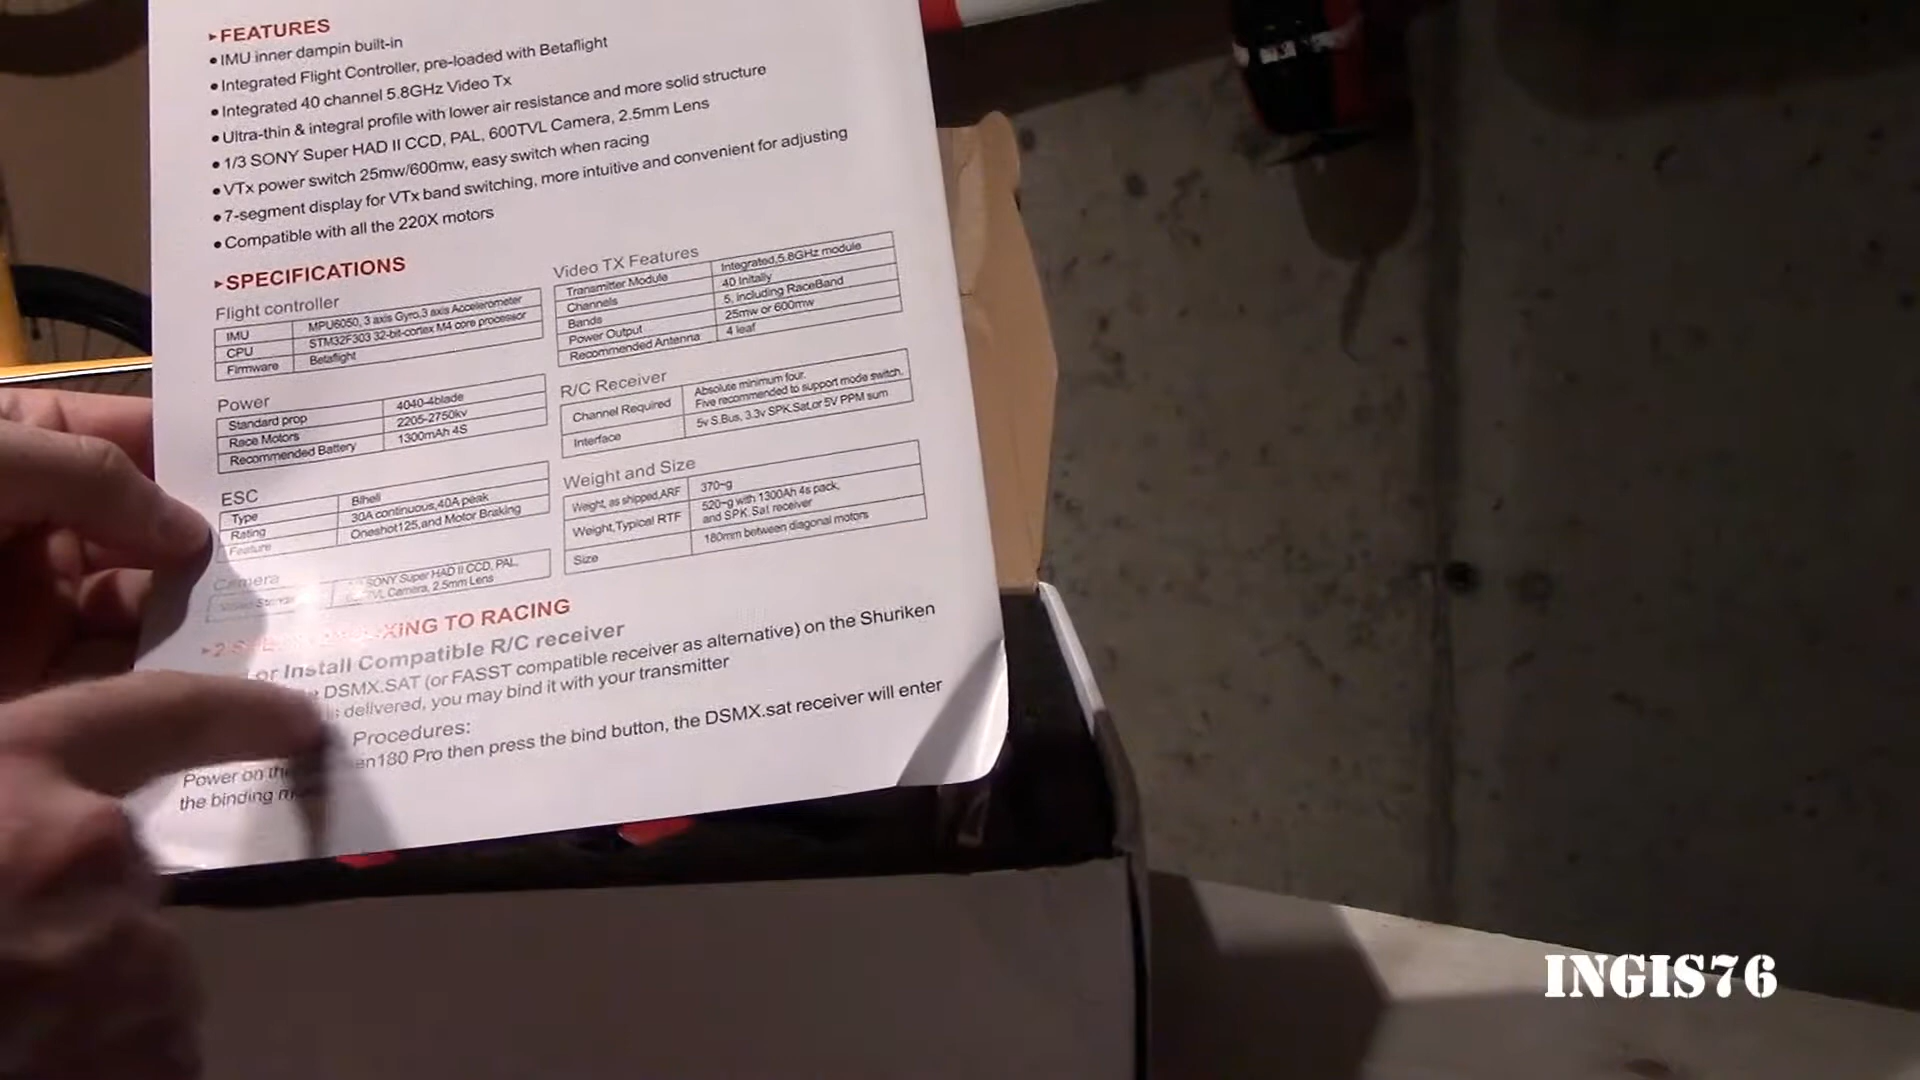 ▸FEATURES
• IMU inner dampin built-in
• Integrated Flight Controller, pre-loaded with Betaflight
• Integrated 40 channel 5.8GHz Video Tx
• Ultra-thin & integral profile with lower air resistance and more solid structure
• 1/3 SONY Super HAD II CCD, PAL, 600TVL Camera, 2.5mm Lens
• VTx power switch 25mw/600mw, easy switch when racing
• 7-segment display for VTx band switching, more intuitive and convenient for adjusting
• Compatible with all the 220X motors
▸SPECIFICATIONS
Flight controller
IMU MPU6050, 3 axis Gyro,3 axis Accelerometer
CPU STM32F303 32-bit-cortex M4 core processor
Firmware Betaflight
Power
Standard prop 4040-4blade
Race Motors 2205-2750kv
Recommended Battery 1300mAh 4S
ESC
Type Blheli
Rating 30A continuous,40A peak
Feature Oneshot125,and Motor Braking
Camera
SONY Super HAD II CCD, PAL,
TVL Camera, 2.5mm Lens
Video TX Features
Transmitter Module Integrated,5.8GHz module
Channels 40 Initally
Bands 5, including RaceBand
Power Output 25mw or 600mw
Recommended Antenna 4 leaf
R/C Receiver
Channel Required Absolute minimum four.
Five recommended to support mode switch.
Interface 5v S.Bus, 3.3v SPK.Sat,or 5V PPM sum
Weight and Size
Weight, as shipped,ARF 370~g
Weight,Typical RTF 520~g with 1300Ah 4s pack,
and SPK.Sat receiver
Size 180mm between diagonal motors
TO RACING
or Install Compatible R/C receiver
DSMX.SAT (or FASST compatible receiver as alternative) on the Shuriken
delivered, you may bind it with your transmitter
Procedures:
Power on the en180 Pro then press the bind button, the DSMX.sat receiver will enter
the binding
INGIS76